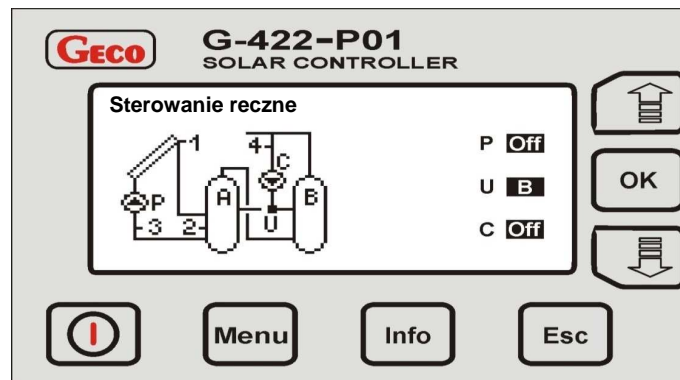 GECO
G-422-P01
SOLAR CONTROLLER
Sterowanie reczne
1
4
C
P
A
B
3
2
U
P Off
U B
C Off
OK
Menu
Info
Esc